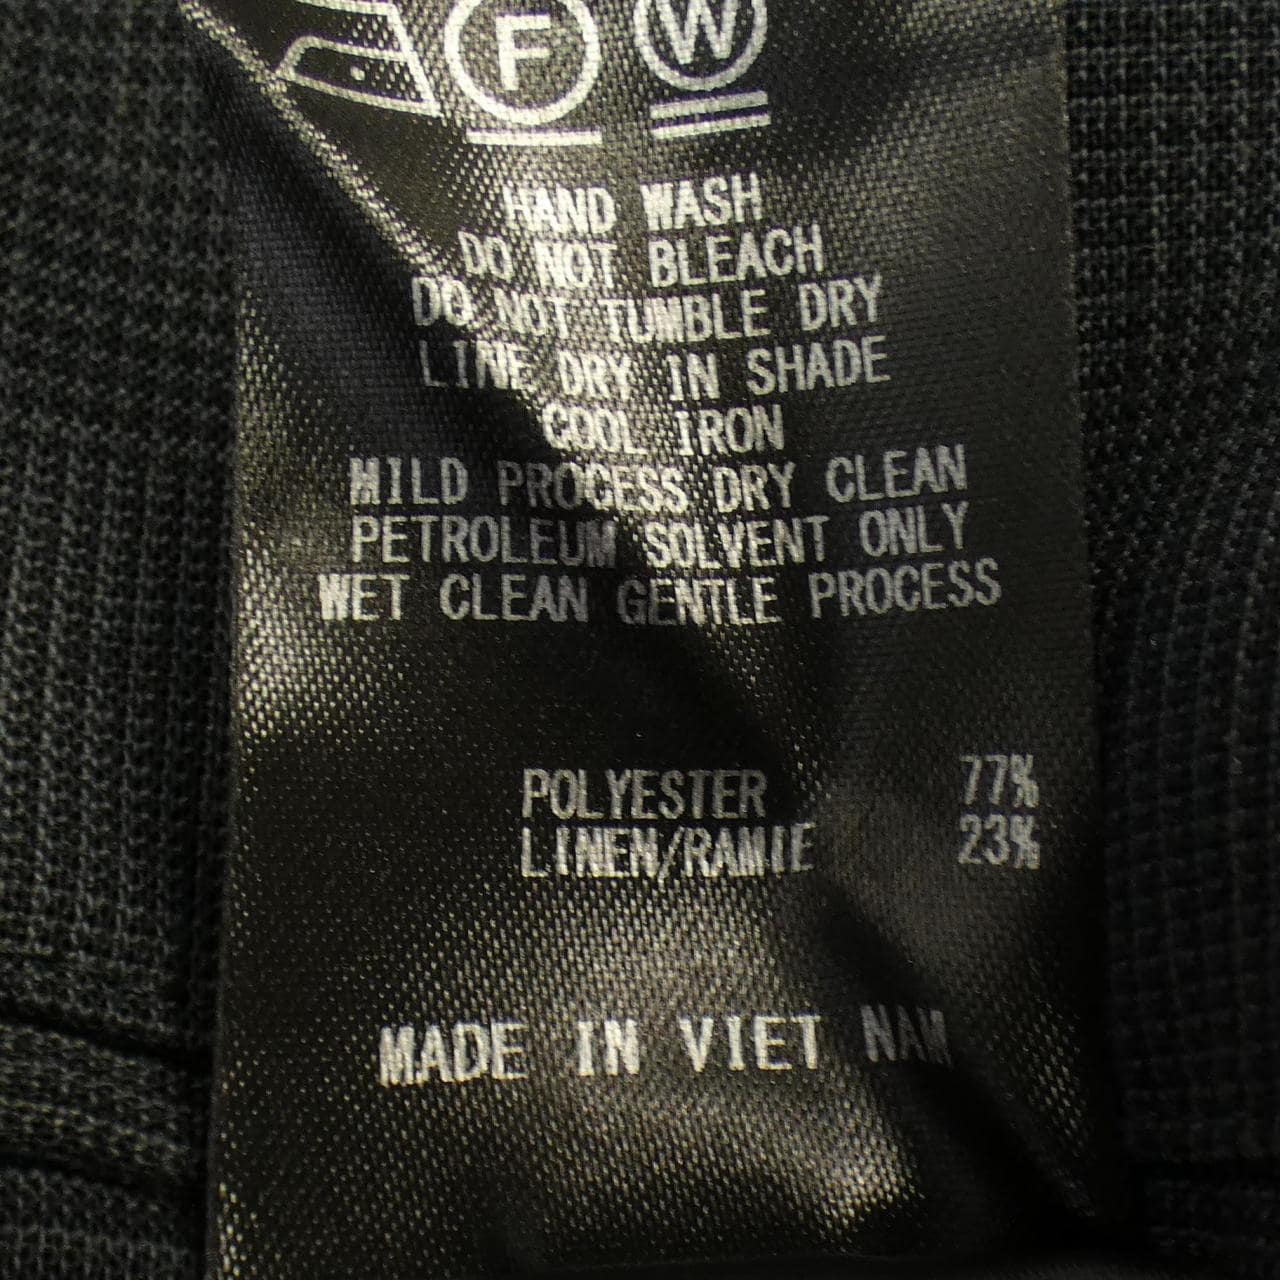 F W
HAND WASH
DO NOT BLEACH
DO NOT TUMBLE DRY
LINE DRY IN SHADE
COOL IRON
MILD PROCESS DRY CLEAN
PETROLEUM SOLVENT ONLY
WET CLEAN GENTLE PROCESS
POLYESTER 77%
LINEN/RAMIE 23%
MADE IN VIET NAM